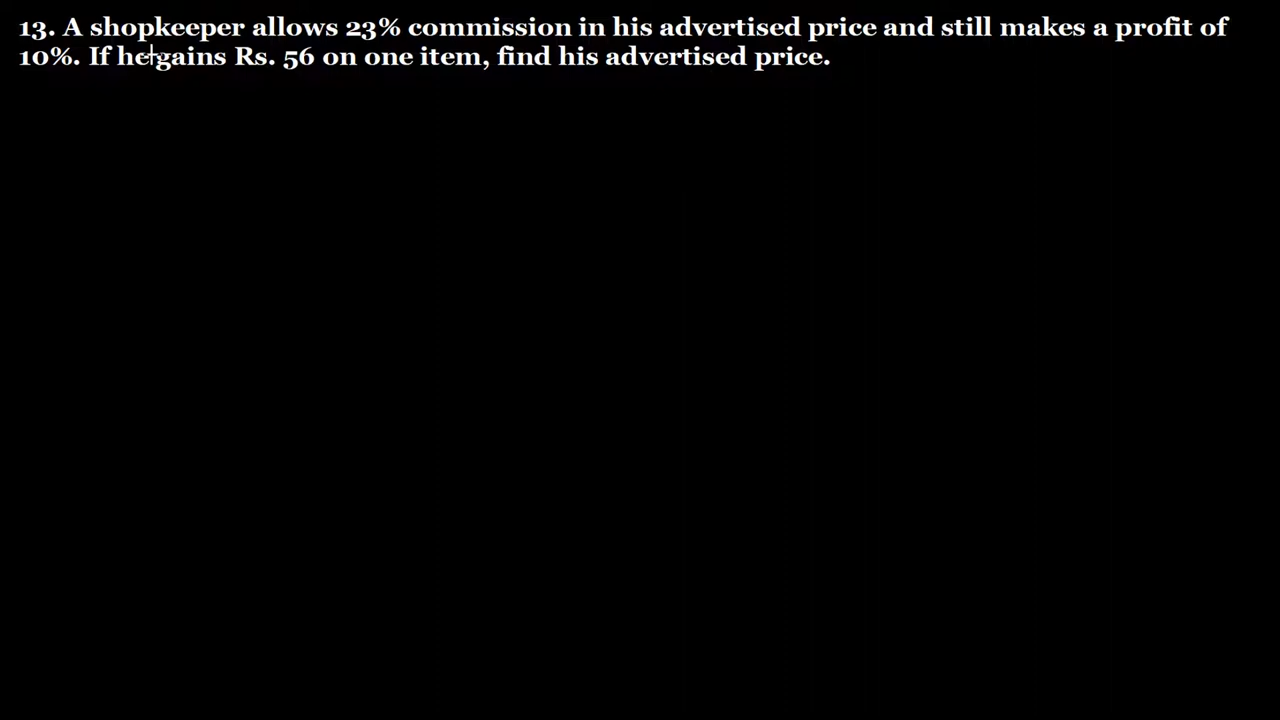 13. A shopkeeper allows 23% commission in his advertised price and still makes a profit of
10%. If he gains Rs. 56 on one item, find his advertised price.